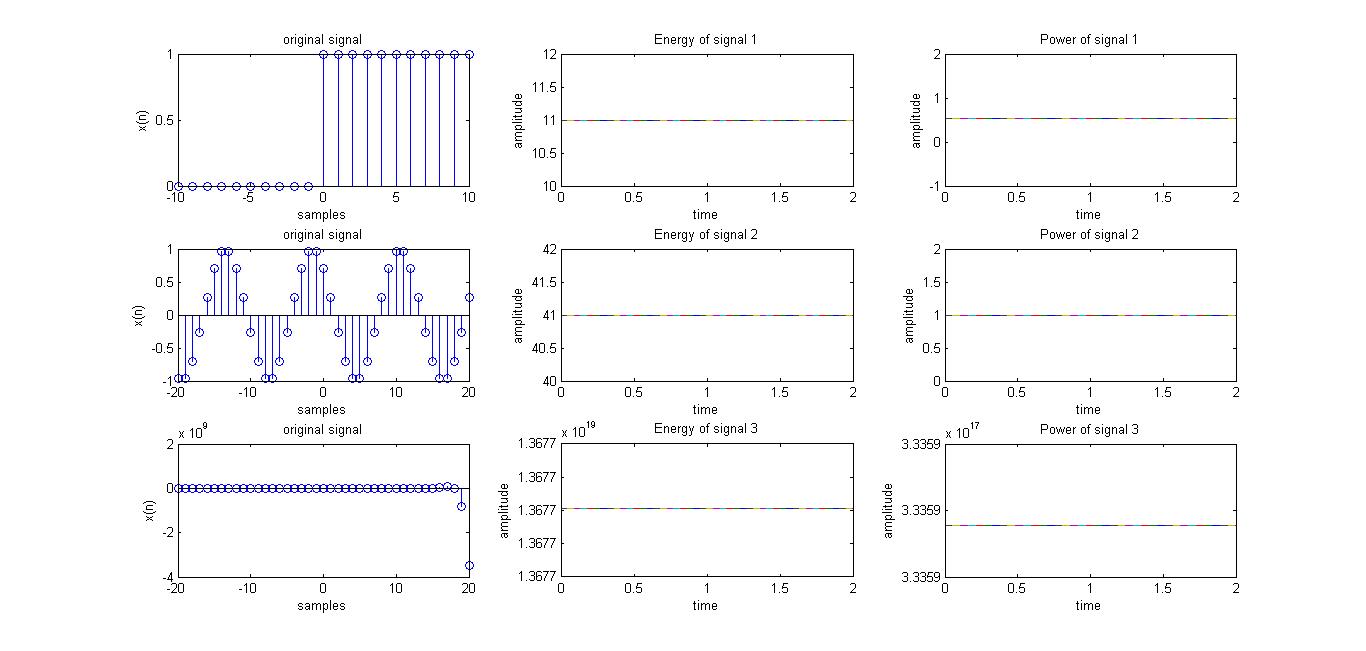 original signal
1
0.5
0
x(n)
-10 -5 0 5 10
samples
Energy of signal 1
12
11.5
11
10.5
10
amplitude
0 0.5 1 1.5 2
time
Power of signal 1
2
1
0
-1
amplitude
0 0.5 1 1.5 2
time
original signal
1
0.5
0
-0.5
-1
x(n)
-20 -10 0 10 20
samples
Energy of signal 2
42
41.5
41
40.5
40
amplitude
0 0.5 1 1.5 2
time
Power of signal 2
2
1.5
1
0.5
0
amplitude
0 0.5 1 1.5 2
time
original signal
x 10^9
2
0
-2
-4
x(n)
-20 -10 0 10 20
samples
Energy of signal 3
x 10^19
1.3677
1.3677
1.3677
1.3677
1.3677
amplitude
0 0.5 1 1.5 2
time
Power of signal 3
x 10^17
3.3359
3.3359
3.3359
amplitude
0 0.5 1 1.5 2
time